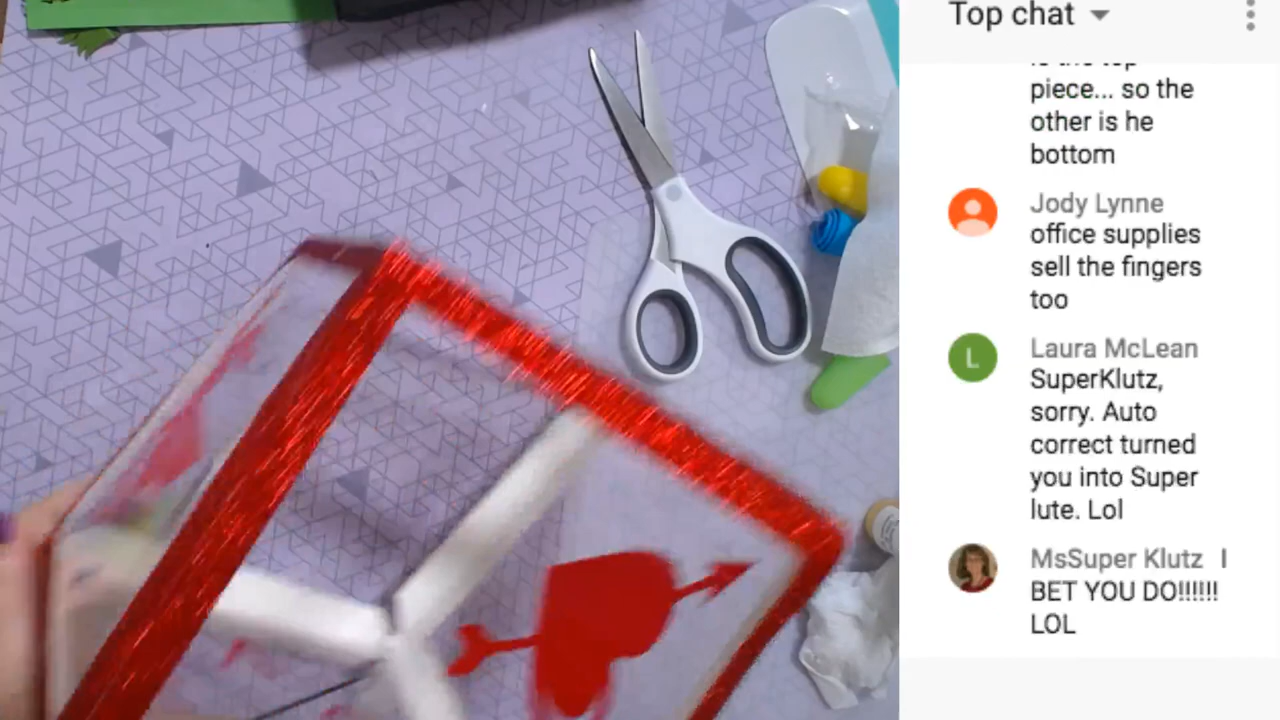 Top chat
piece... so the
other is he
bottom
Jody Lynne
office supplies
sell the fingers
too
L
Laura McLean
SuperKlutz,
sorry. Auto
correct turned
you into Super
lute. Lol
MsSuper Klutz I
BET YOU DO!!!!!!
LOL